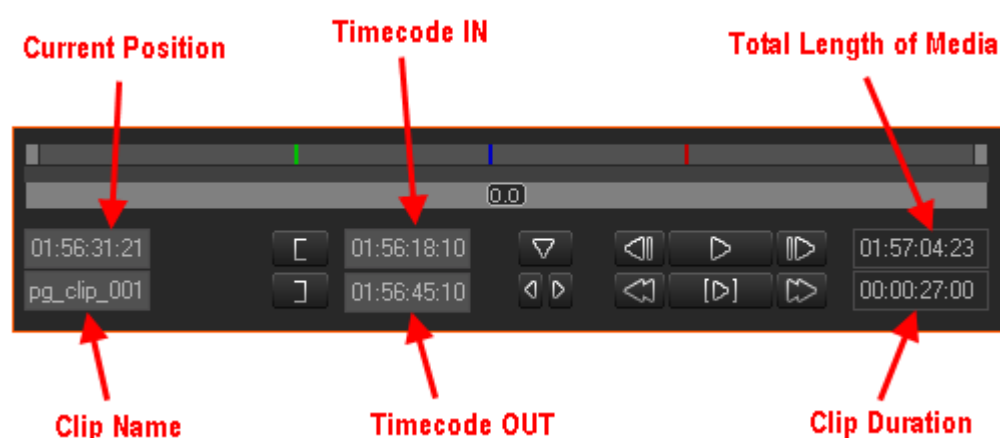 Current Position
Timecode IN
Total Length of Media
0.0
01:56:31:21
01:56:18:10
01:57:04:23
pg_clip_001
01:56:45:10
00:00:27:00
Clip Name
Timecode OUT
Clip Duration